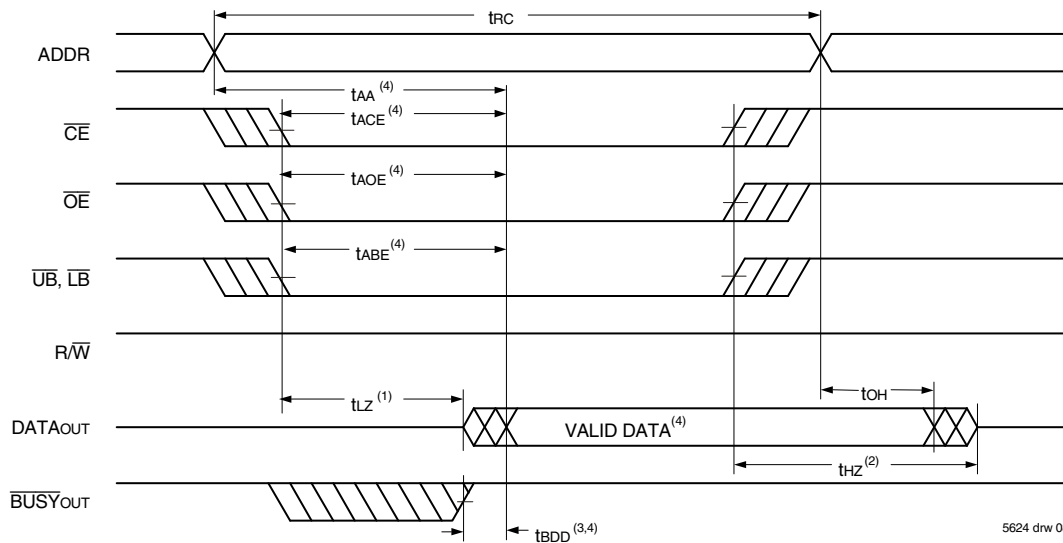 tRC
ADDR
tAA (4)
tACE (4)
CE
tAOE (4)
OE
tABE (4)
UB, LB
R/W
tOH
tLZ (1)
DATAOUT
VALID DATA(4)
tHZ (2)
BUSYOUT
tBDD (3,4)
5624 drw 0